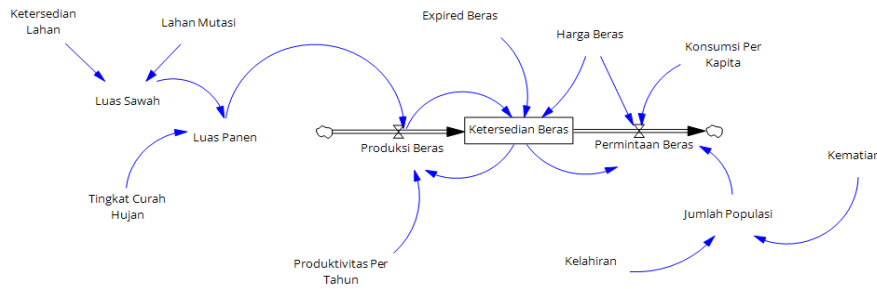 Ketersedian
Lahan
Lahan Mutasi
Expired Beras
Harga Beras
Konsumsi Per
Kapita
Luas Sawah
Luas Panen
Produksi Beras
Ketersedian Beras
Permintaan Beras
Kematian
Tingkat Curah
Hujan
Jumlah Populasi
Produktivitas Per
Tahun
Kelahiran